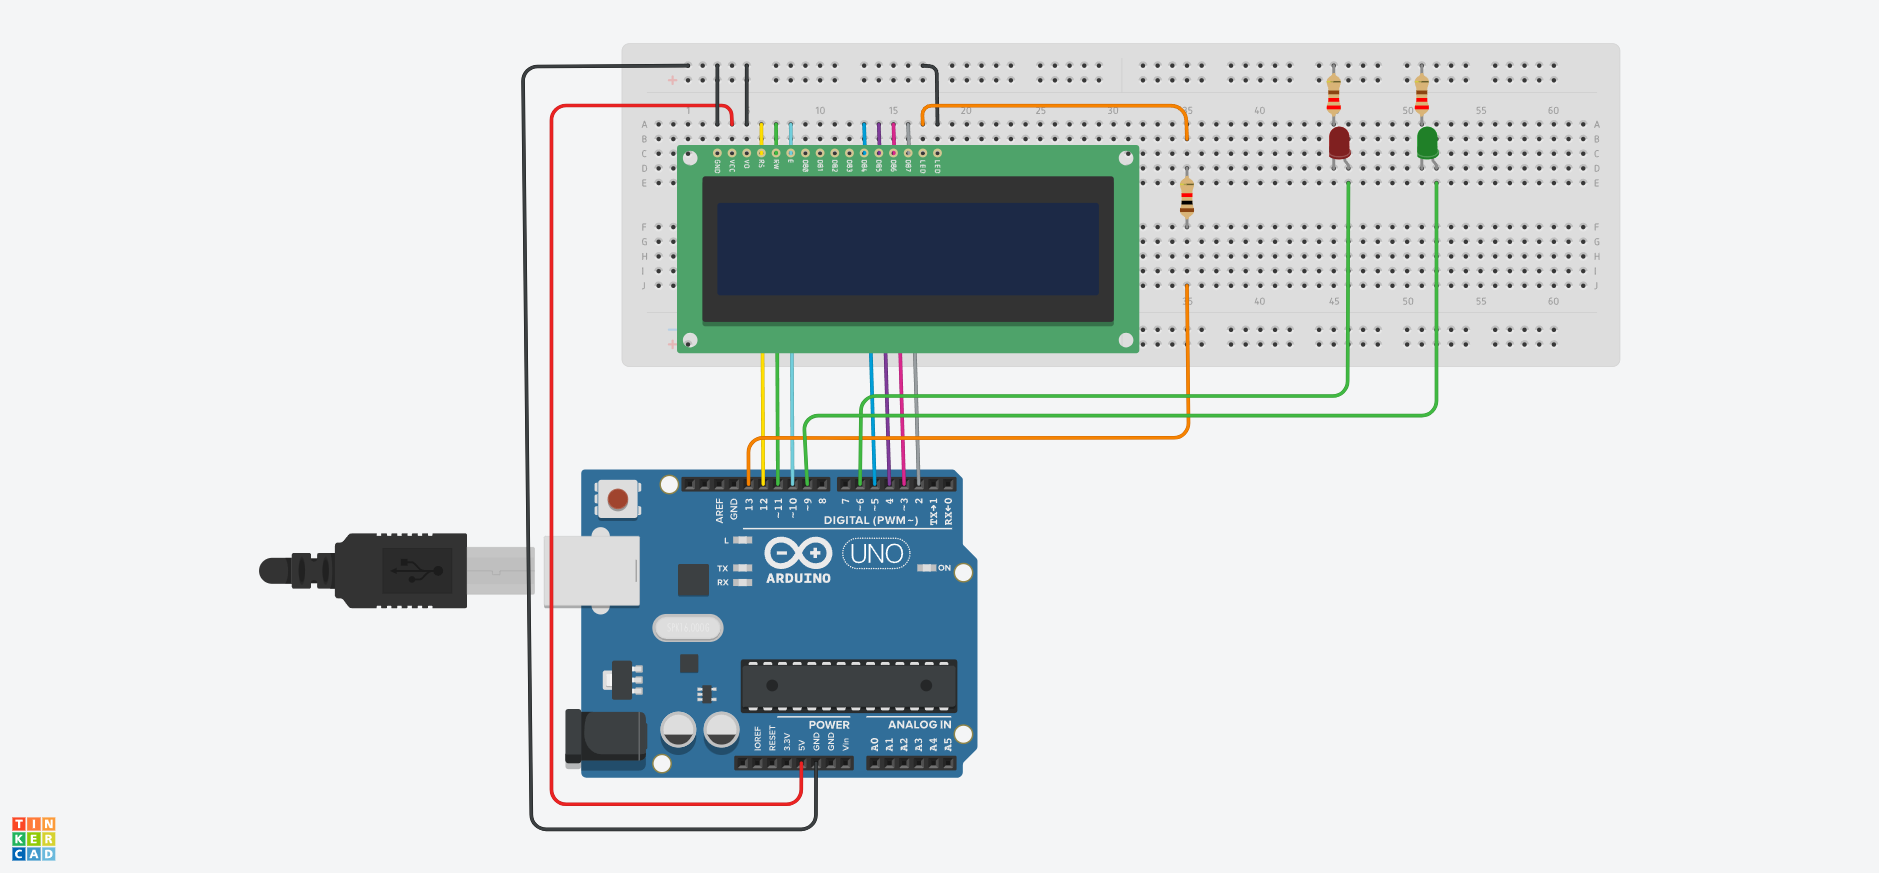 +
1 10 15 20 25 30 35 40 50 55 60
A A
B B
C C
D D
E E
GND VCC VO RS RW E DB0 DB1 DB2 DB3 DB4 DB5 DB6 DB7 LED LED
F F
G G
H H
I I
J J
35 40 45 50 55 60
−
+
AREF GND 13 12 ~11 ~10 ~9 8 7 ~6 ~5 4 ~3 2 TX→1 RX←0
DIGITAL (PWM~)
L
UNO
TX
RX
ARDUINO
ON
POWER ANALOG IN
IOREF RESET 3.3V 5V GND GND Vin A0 A1 A2 A3 A4 A5
TIN
KER
CAD